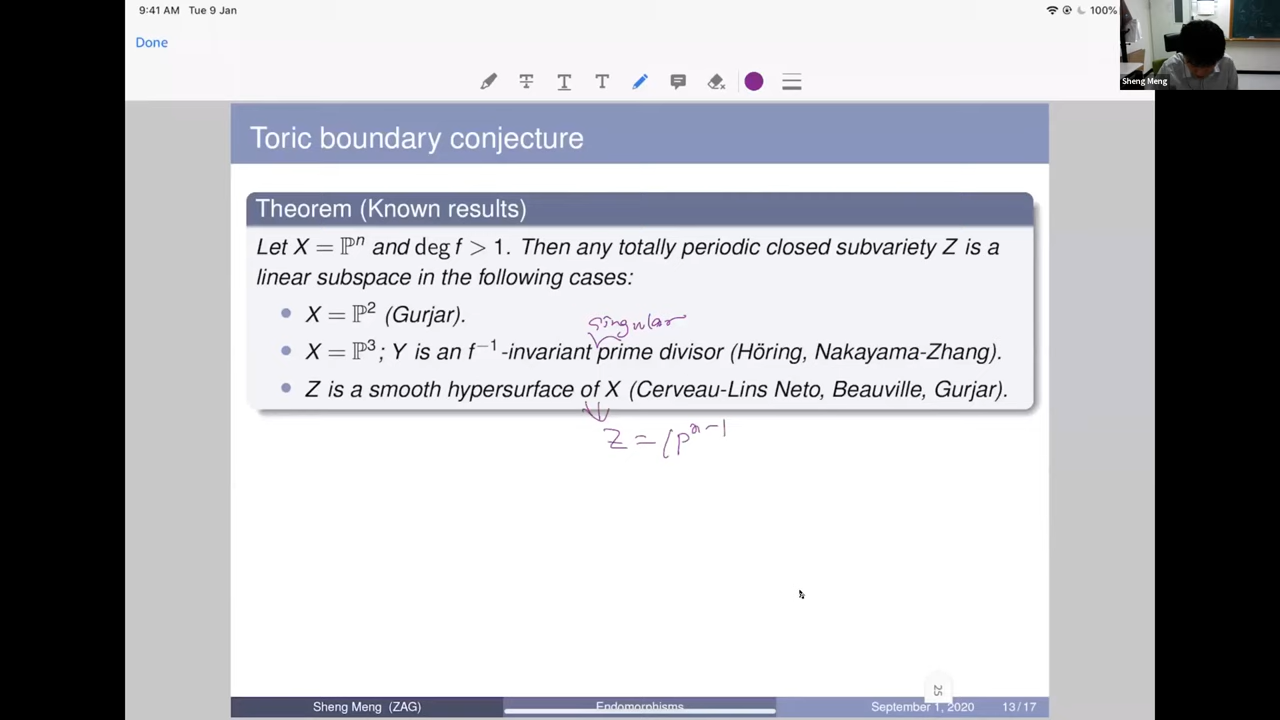 9:41 AM Tue 9 Jan
100%
Done
Sheng Meng
Toric boundary conjecture
Theorem (Known results)
Let X = ℙⁿ and deg f > 1. Then any totally periodic closed subvariety Z is a
linear subspace in the following cases:
• X = ℙ² (Gurjar).
singular
• X = ℙ³; Y is an f⁻¹-invariant prime divisor (Höring, Nakayama-Zhang).
• Z is a smooth hypersurface of X (Cerveau-Lins Neto, Beauville, Gurjar).
Z = ℙⁿ⁻¹
25
Sheng Meng (ZAG) Endomorphisms September 1, 2020 13 / 17